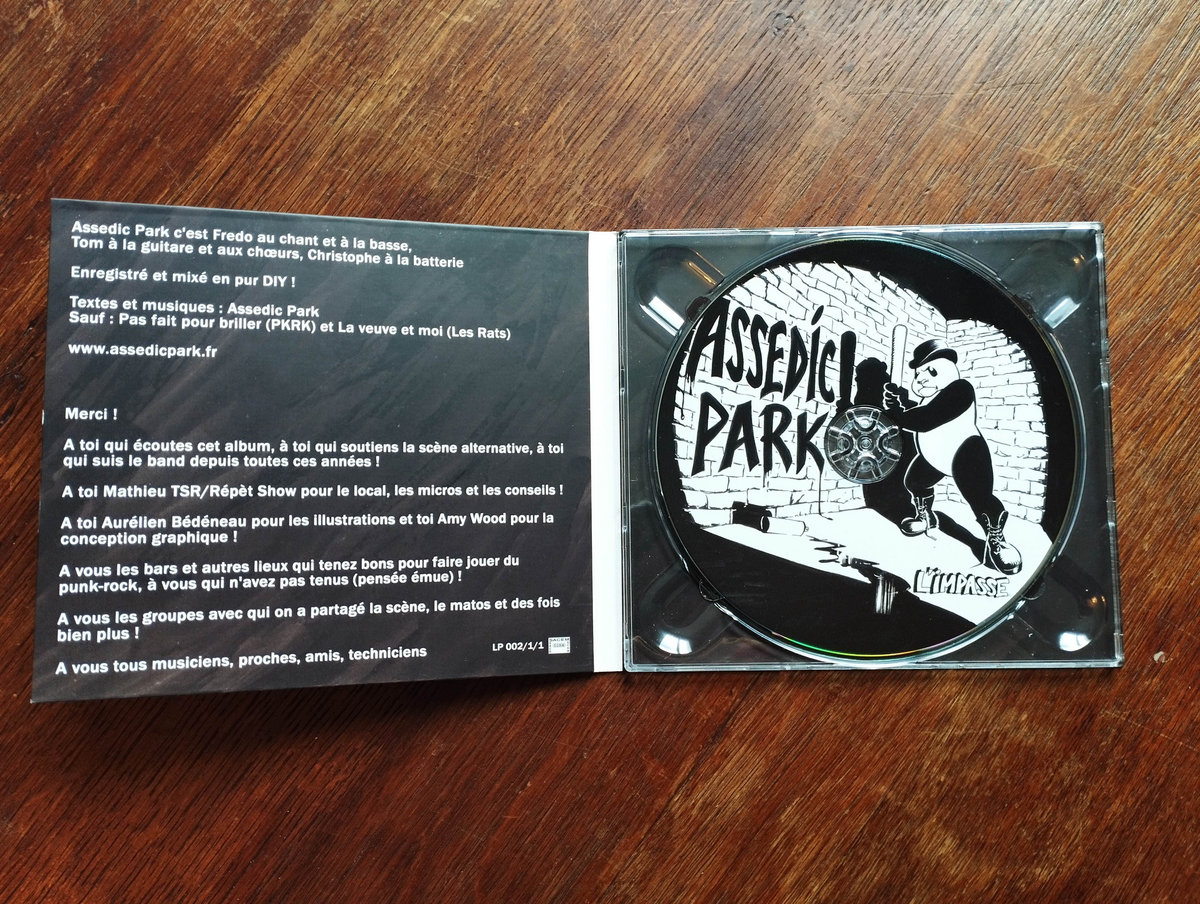 Assedic Park c'est Fredo au chant et à la basse,
Tom à la guitare et aux chœurs, Christophe à la batterie
Enregistré et mixé en pur DIY !
Textes et musiques : Assedic Park
Sauf : Pas fait pour briller (PKRK) et La veuve et moi (Les Rats)
www.assedicpark.fr
Merci !
A toi qui écoutes cet album, à toi qui soutiens la scène alternative, à toi
qui suis le band depuis toutes ces années !
A toi Mathieu TSR/Répèt Show pour le local, les micros et les conseils !
A toi Aurélien Bédéneau pour les illustrations et toi Amy Wood pour la
conception graphique !
A vous les bars et autres lieux qui tenez bons pour faire jouer du
punk-rock, à vous qui n'avez pas tenus (pensée émue) !
A vous les groupes avec qui on a partagé la scène, le matos et des fois
bien plus !
A vous tous musiciens, proches, amis, techniciens
LP 002/1/1
SACEM
ASSEDIC
PARK
L'IMPASSE